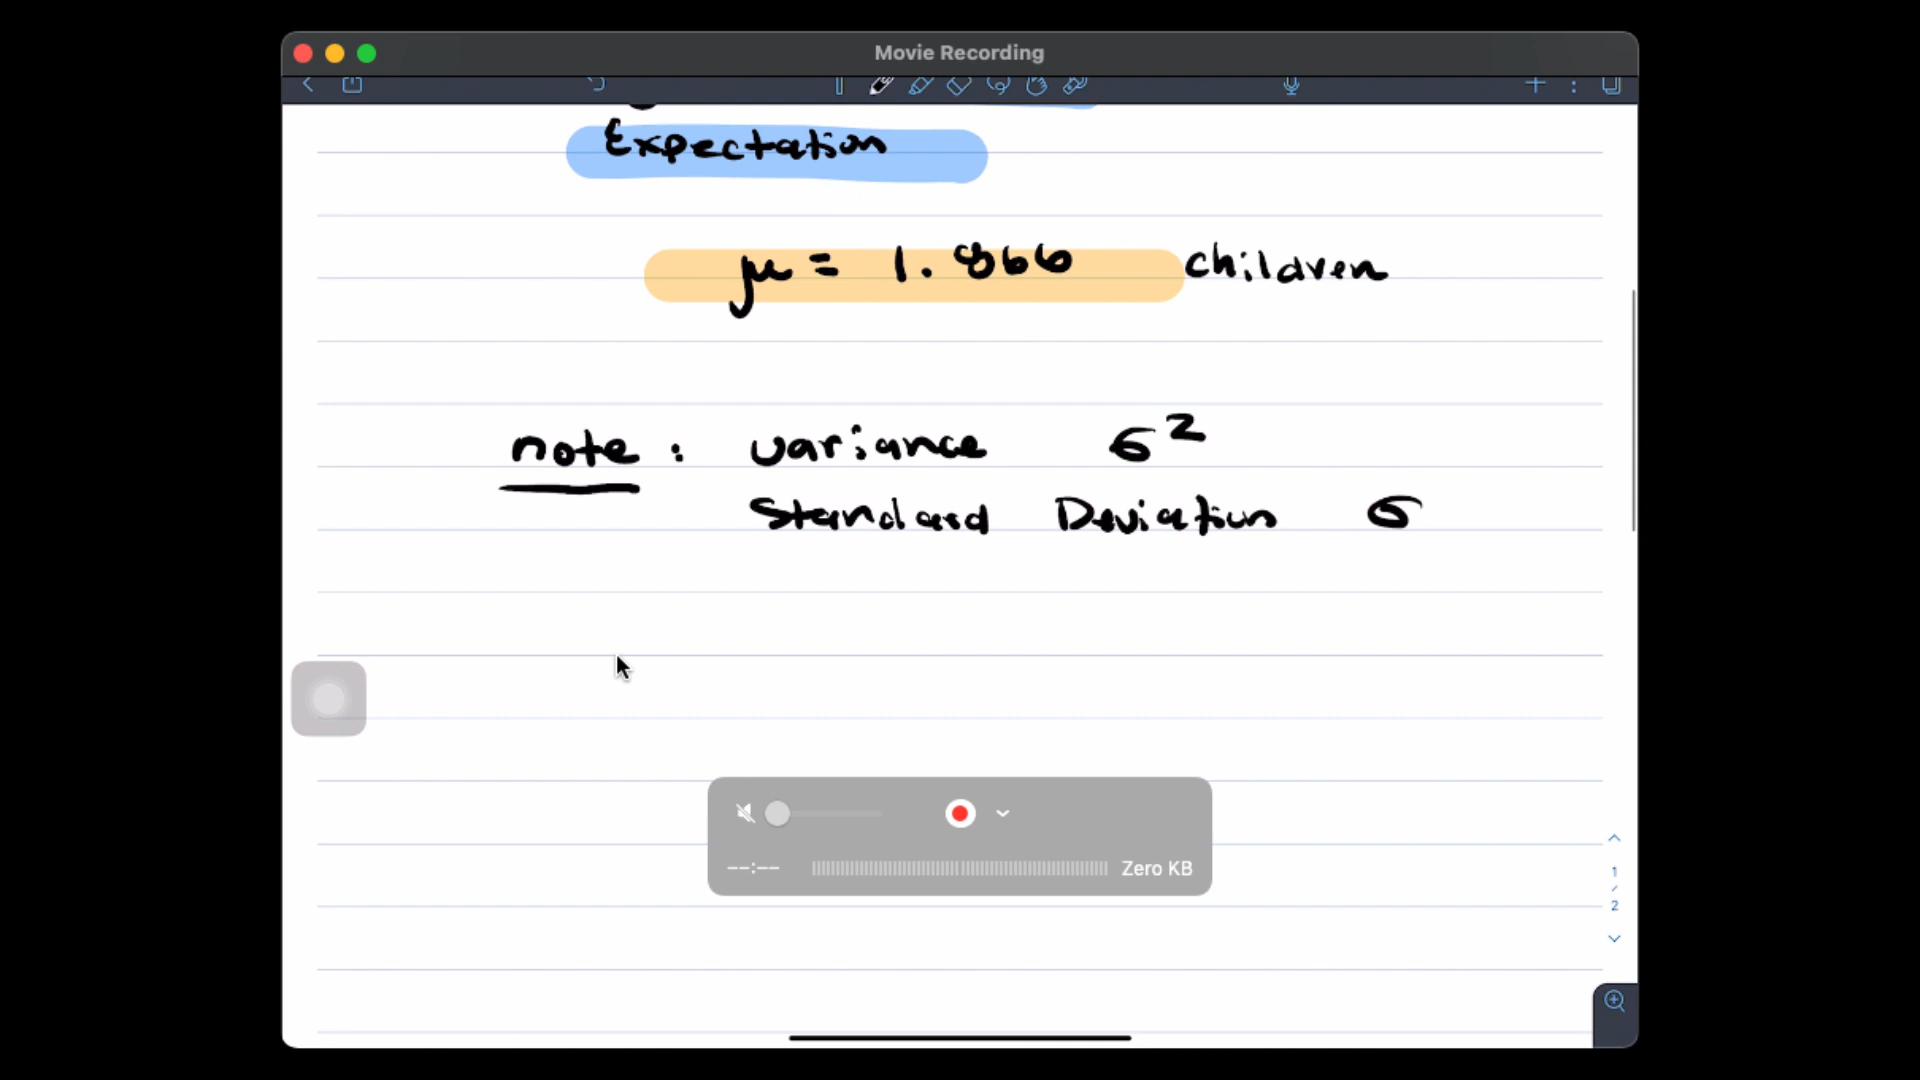 Movie Recording
Expectation
μ = 1.866 children
note : variance σ²
Standard Deviation σ
--:-- Zero KB
1
/
2